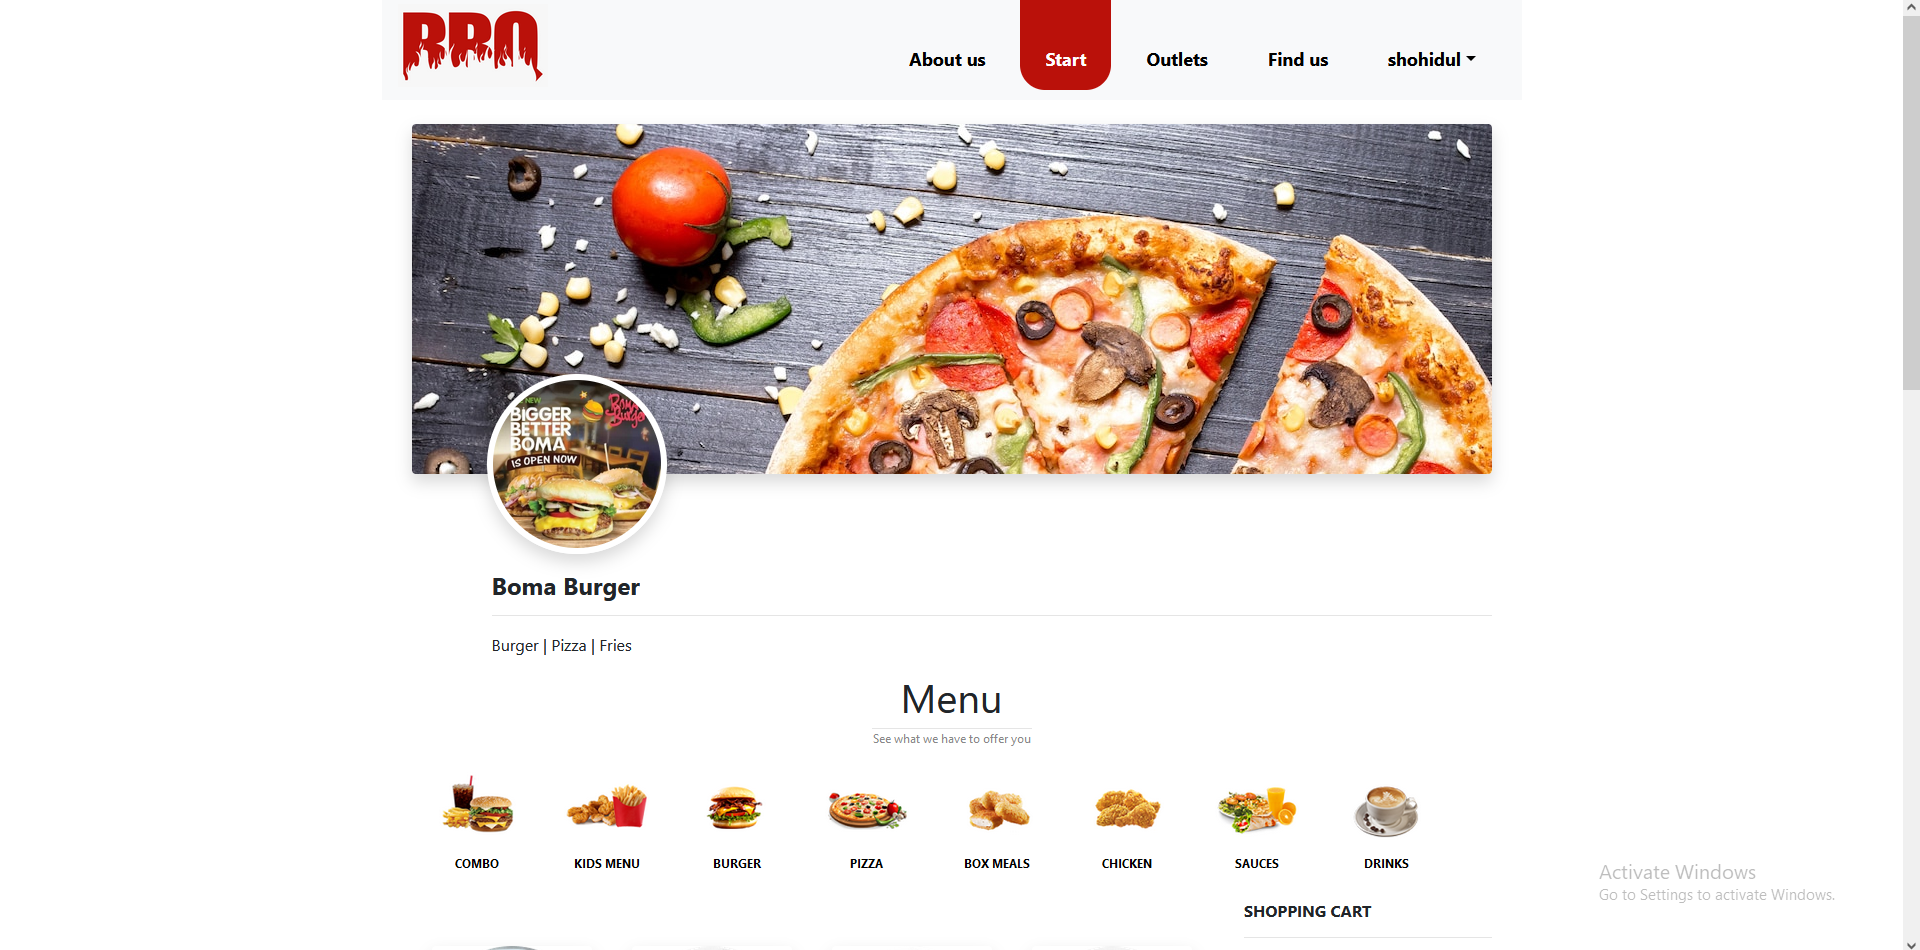 BBQ
About us
Start
Outlets
Find us
shohidul
NEW
BIGGER
BETTER
BOMA
IS OPEN NOW
Boma
Burger
Boma Burger
Burger | Pizza | Fries
Menu
See what we have to offer you
COMBO
KIDS MENU
BURGER
PIZZA
BOX MEALS
CHICKEN
SAUCES
DRINKS
SHOPPING CART
Activate Windows
Go to Settings to activate Windows.